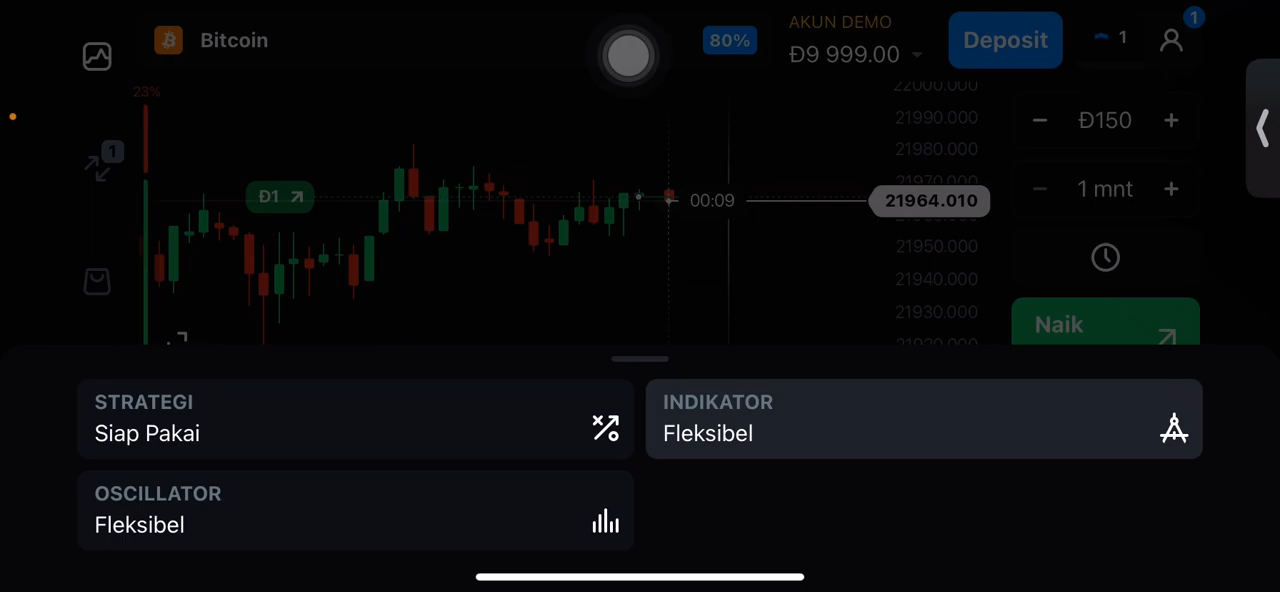 Bitcoin
80%
AKUN DEMO
Đ9 999.00
Deposit
1
1
23%
22000.000
21990.000
21980.000
21970.000
1
Đ1
00:09
21964.010
21950.000
21940.000
21930.000
21920.000
Đ150
1 mnt
Naik
STRATEGI
Siap Pakai
INDIKATOR
Fleksibel
OSCILLATOR
Fleksibel